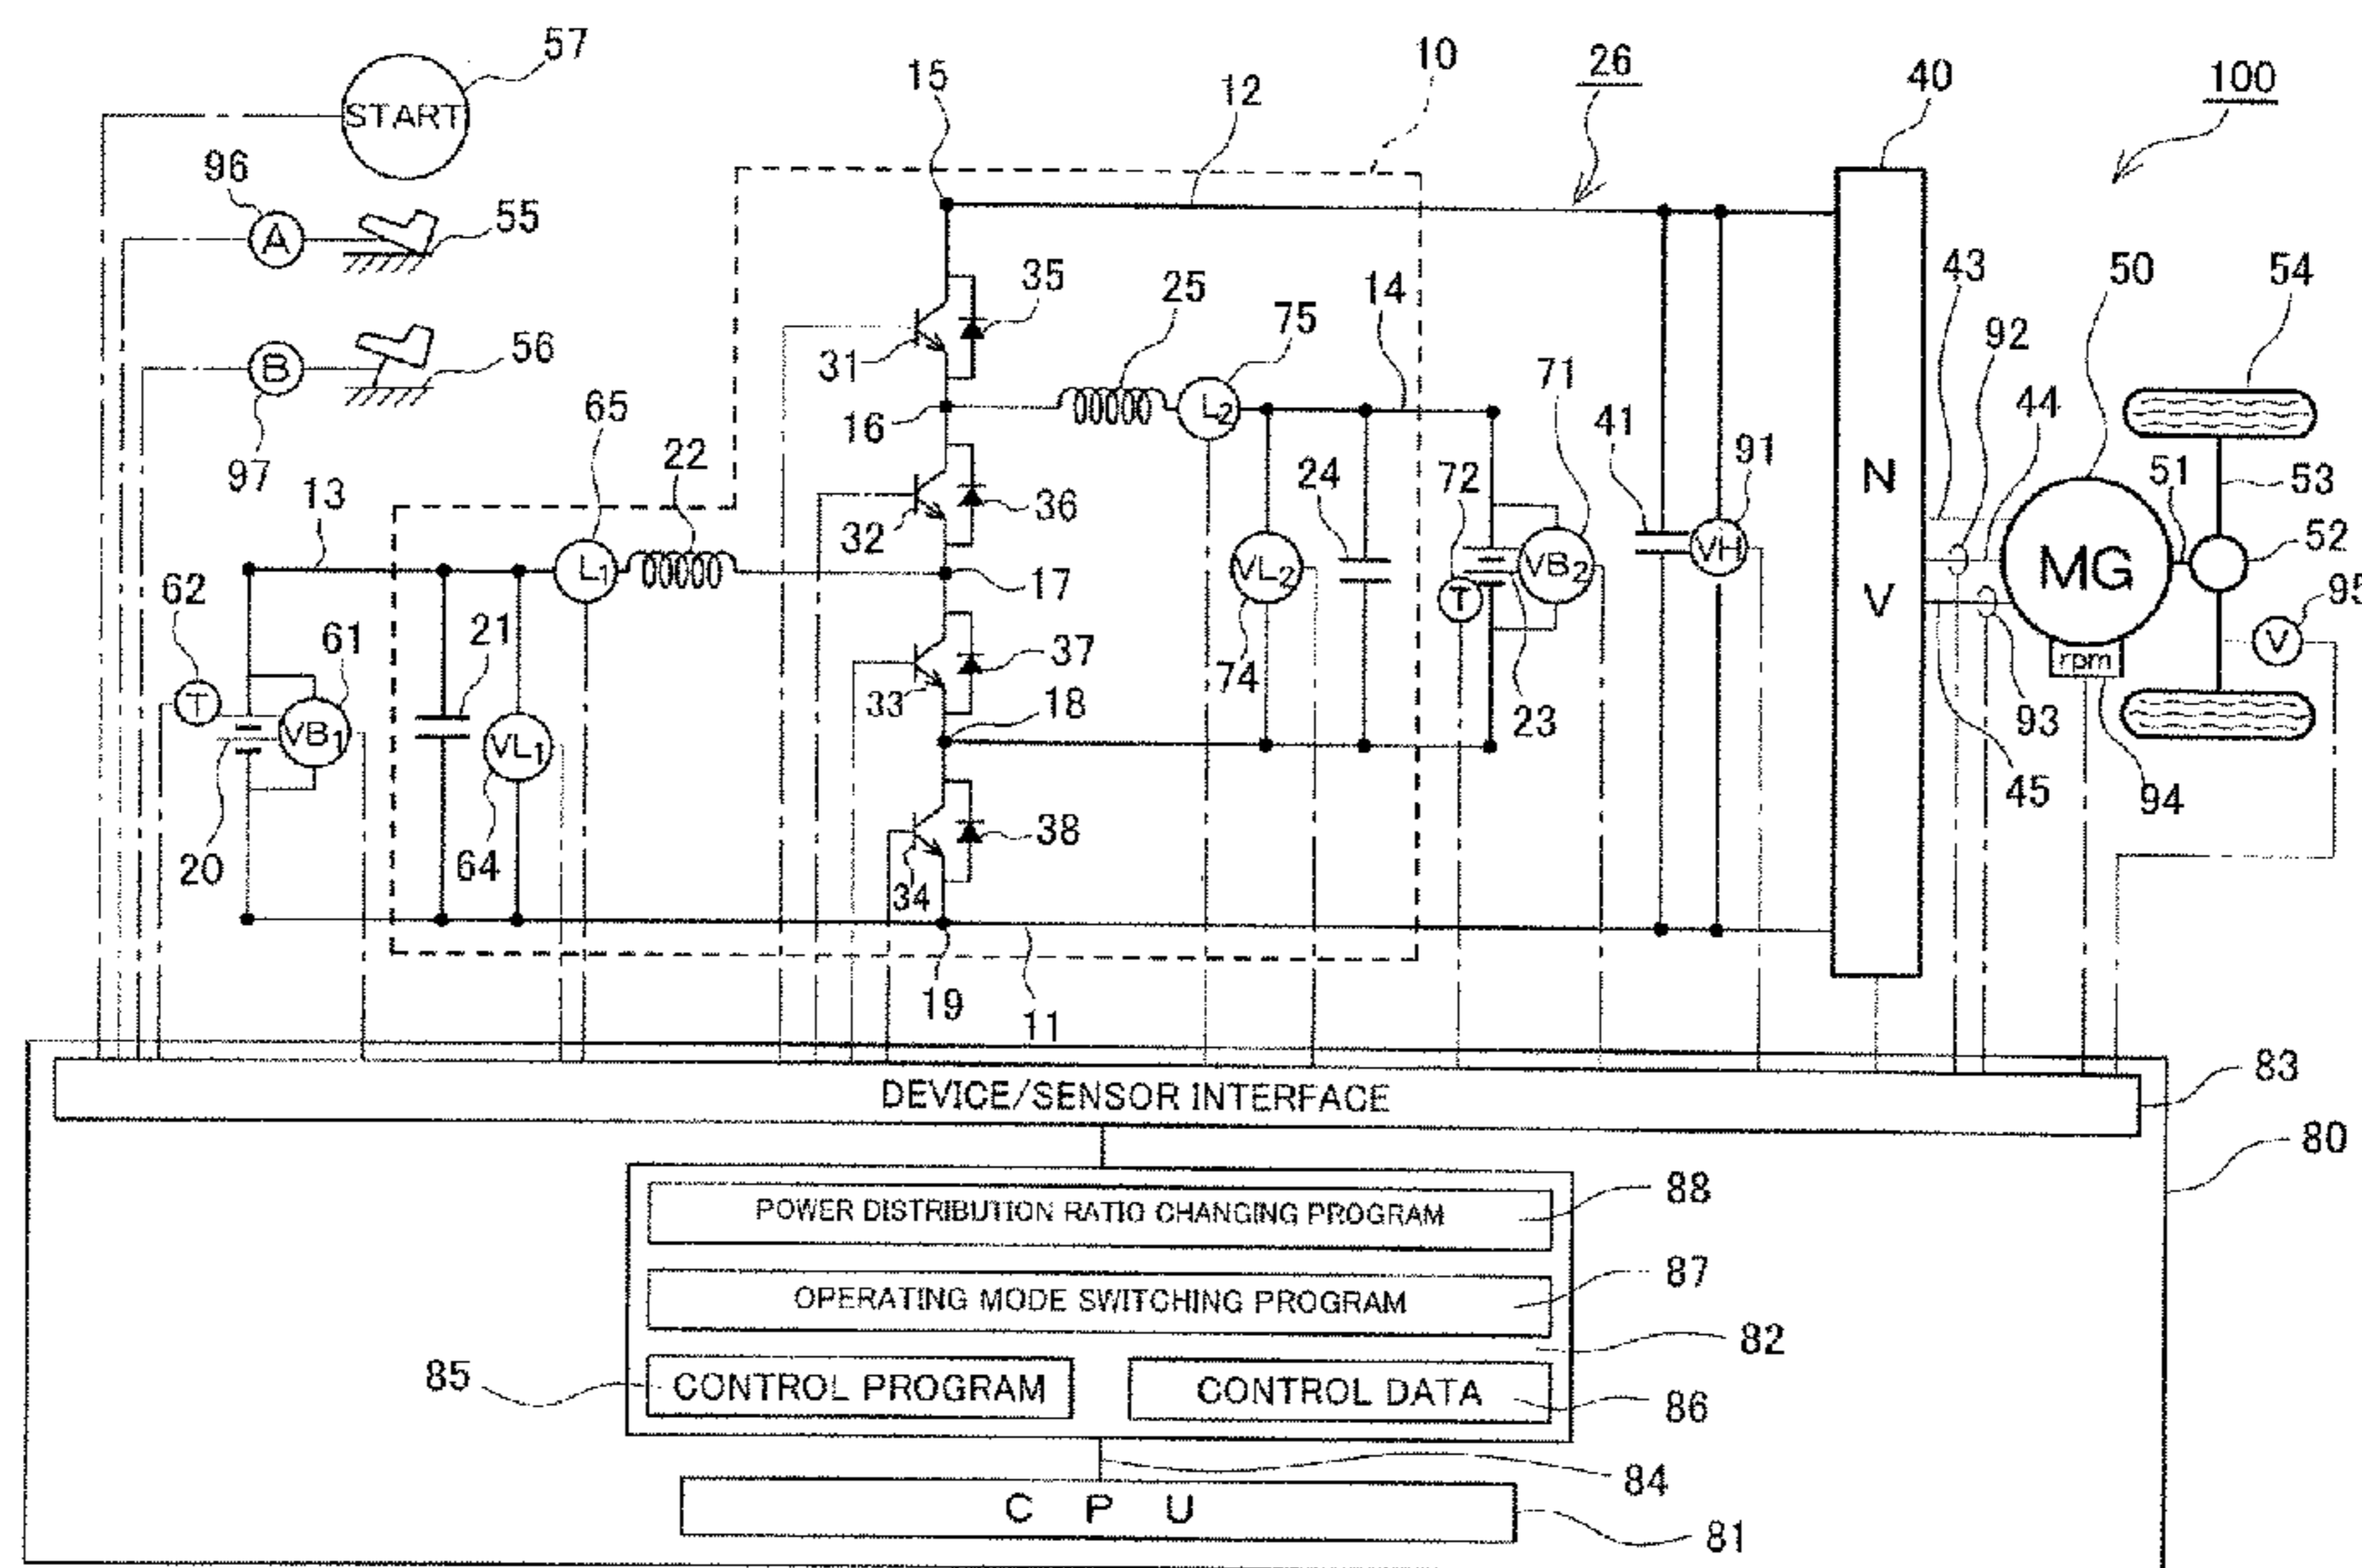 57
10
26
40
100
15
12
START
96
A
55
35
25
75
14
43
50
54
31
92
44
56
B
65
16
L2
71
41
91
97
22
24
72
51
53
13
32
36
N
VH
MG
52
62
L1
17
VL2
T
VB2
V
95
61
21
37
74
23
rpm
V
T
VB1
VL1
33
18
93
45
94
20
64
34
38
19
11
DEVICE/SENSOR INTERFACE
83
80
POWER DISTRIBUTION RATIO CHANGING PROGRAM
88
OPERATING MODE SWITCHING PROGRAM
87
82
85
CONTROL PROGRAM
CONTROL DATA
86
84
C P U
81